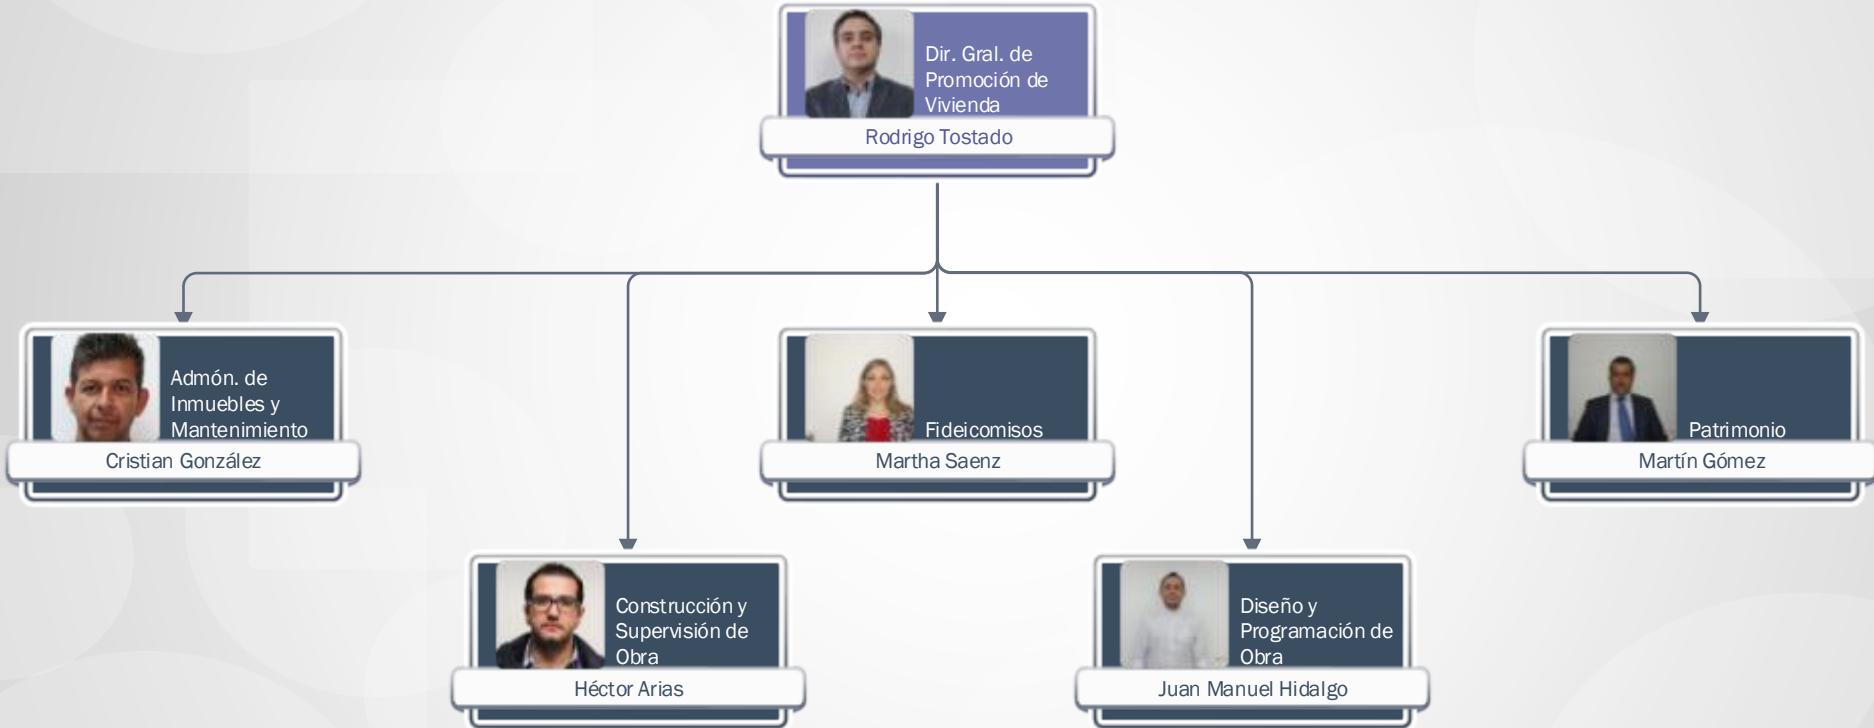 Dir. Gral. de
Promoción de
Vivienda
Rodrigo Tostado
Admón. de
Inmuebles y
Mantenimiento
Cristian González
Fideicomisos
Martha Saenz
Patrimonio
Martín Gómez
Construcción y
Supervisión de
Obra
Héctor Arias
Diseño y
Programación de
Obra
Juan Manuel Hidalgo